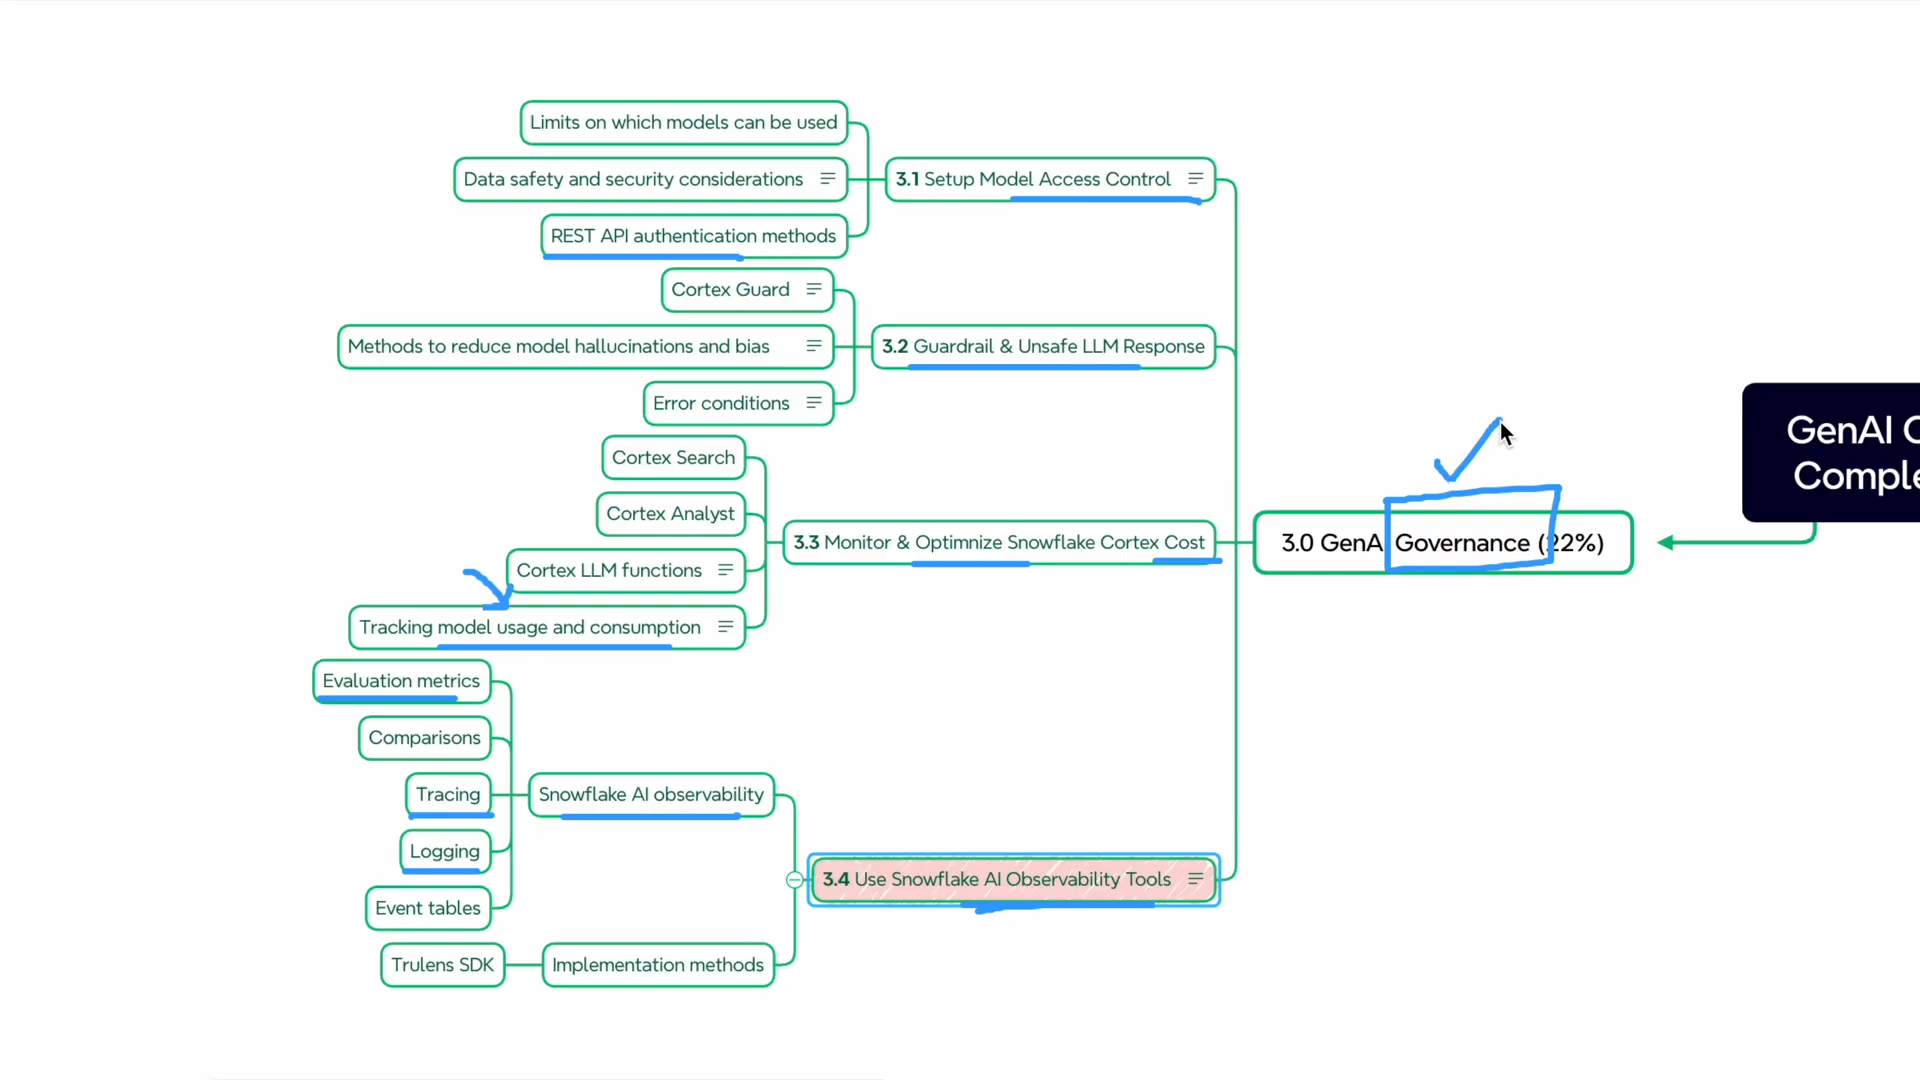 Limits on which models can be used
Data safety and security considerations
REST API authentication methods
3.1 Setup Model Access Control
Cortex Guard
Methods to reduce model hallucinations and bias
Error conditions
3.2 Guardrail & Unsafe LLM Response
Cortex Search
Cortex Analyst
Cortex LLM functions
Tracking model usage and consumption
3.3 Monitor & Optimnize Snowflake Cortex Cost
Evaluation metrics
Comparisons
Tracing
Logging
Event tables
Snowflake AI observability
Trulens SDK
Implementation methods
3.4 Use Snowflake AI Observability Tools
3.0 GenAI Governance (22%)
GenAI